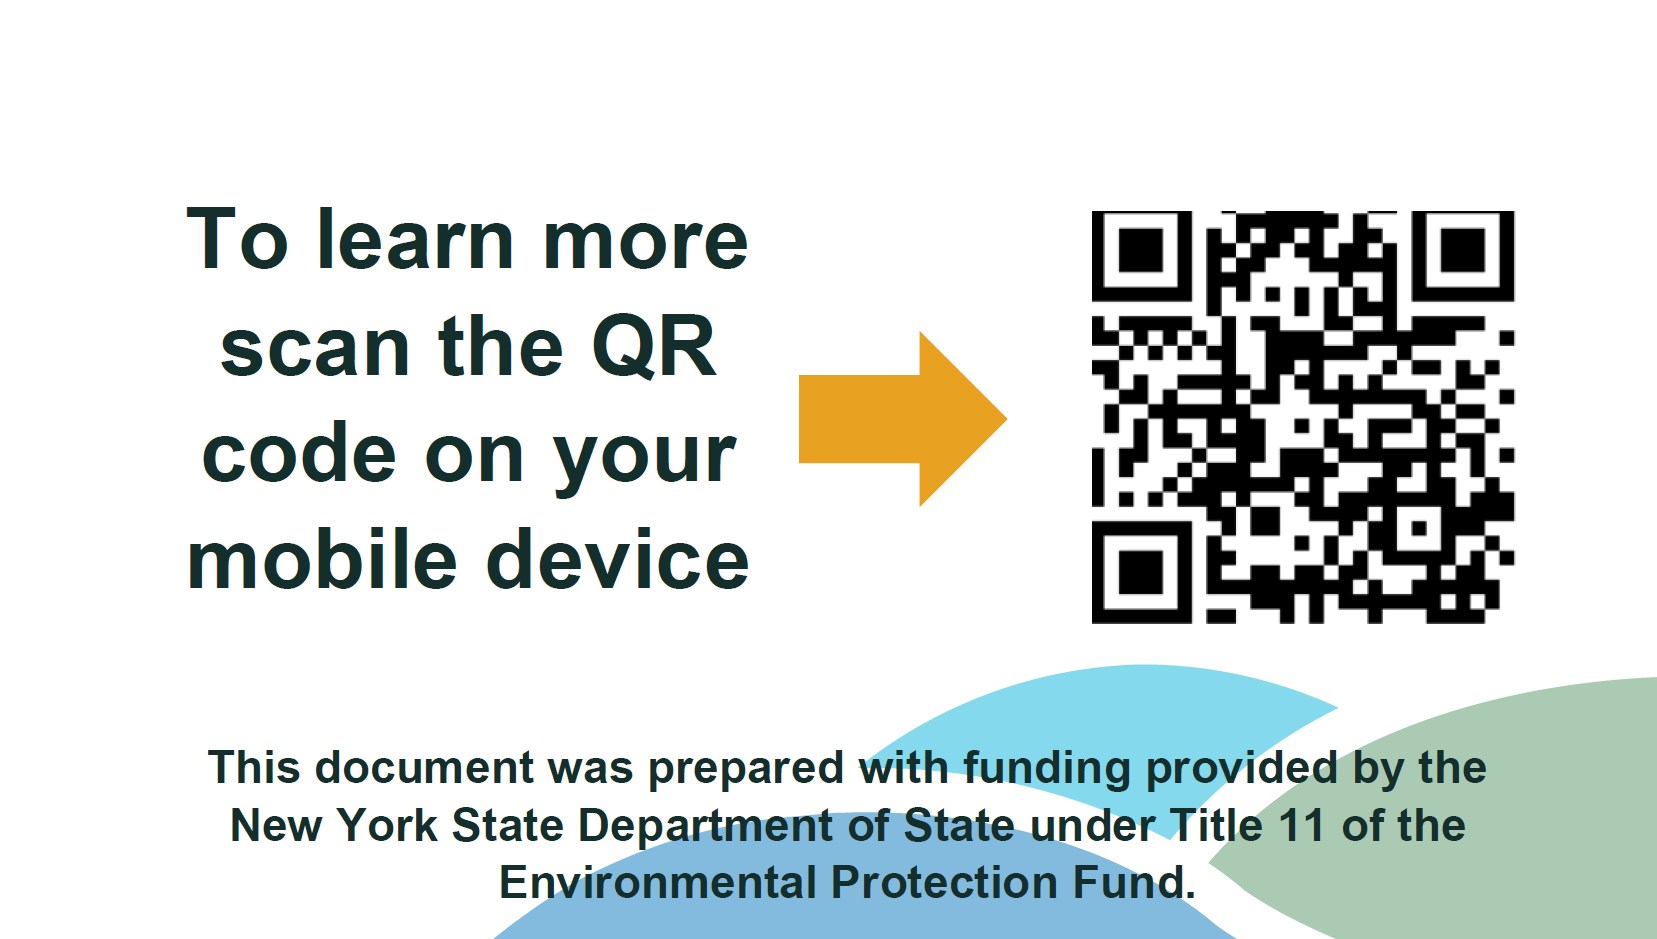 To learn more
scan the QR
code on your
mobile device
This document was prepared with funding provided by the
New York State Department of State under Title 11 of the
Environmental Protection Fund.